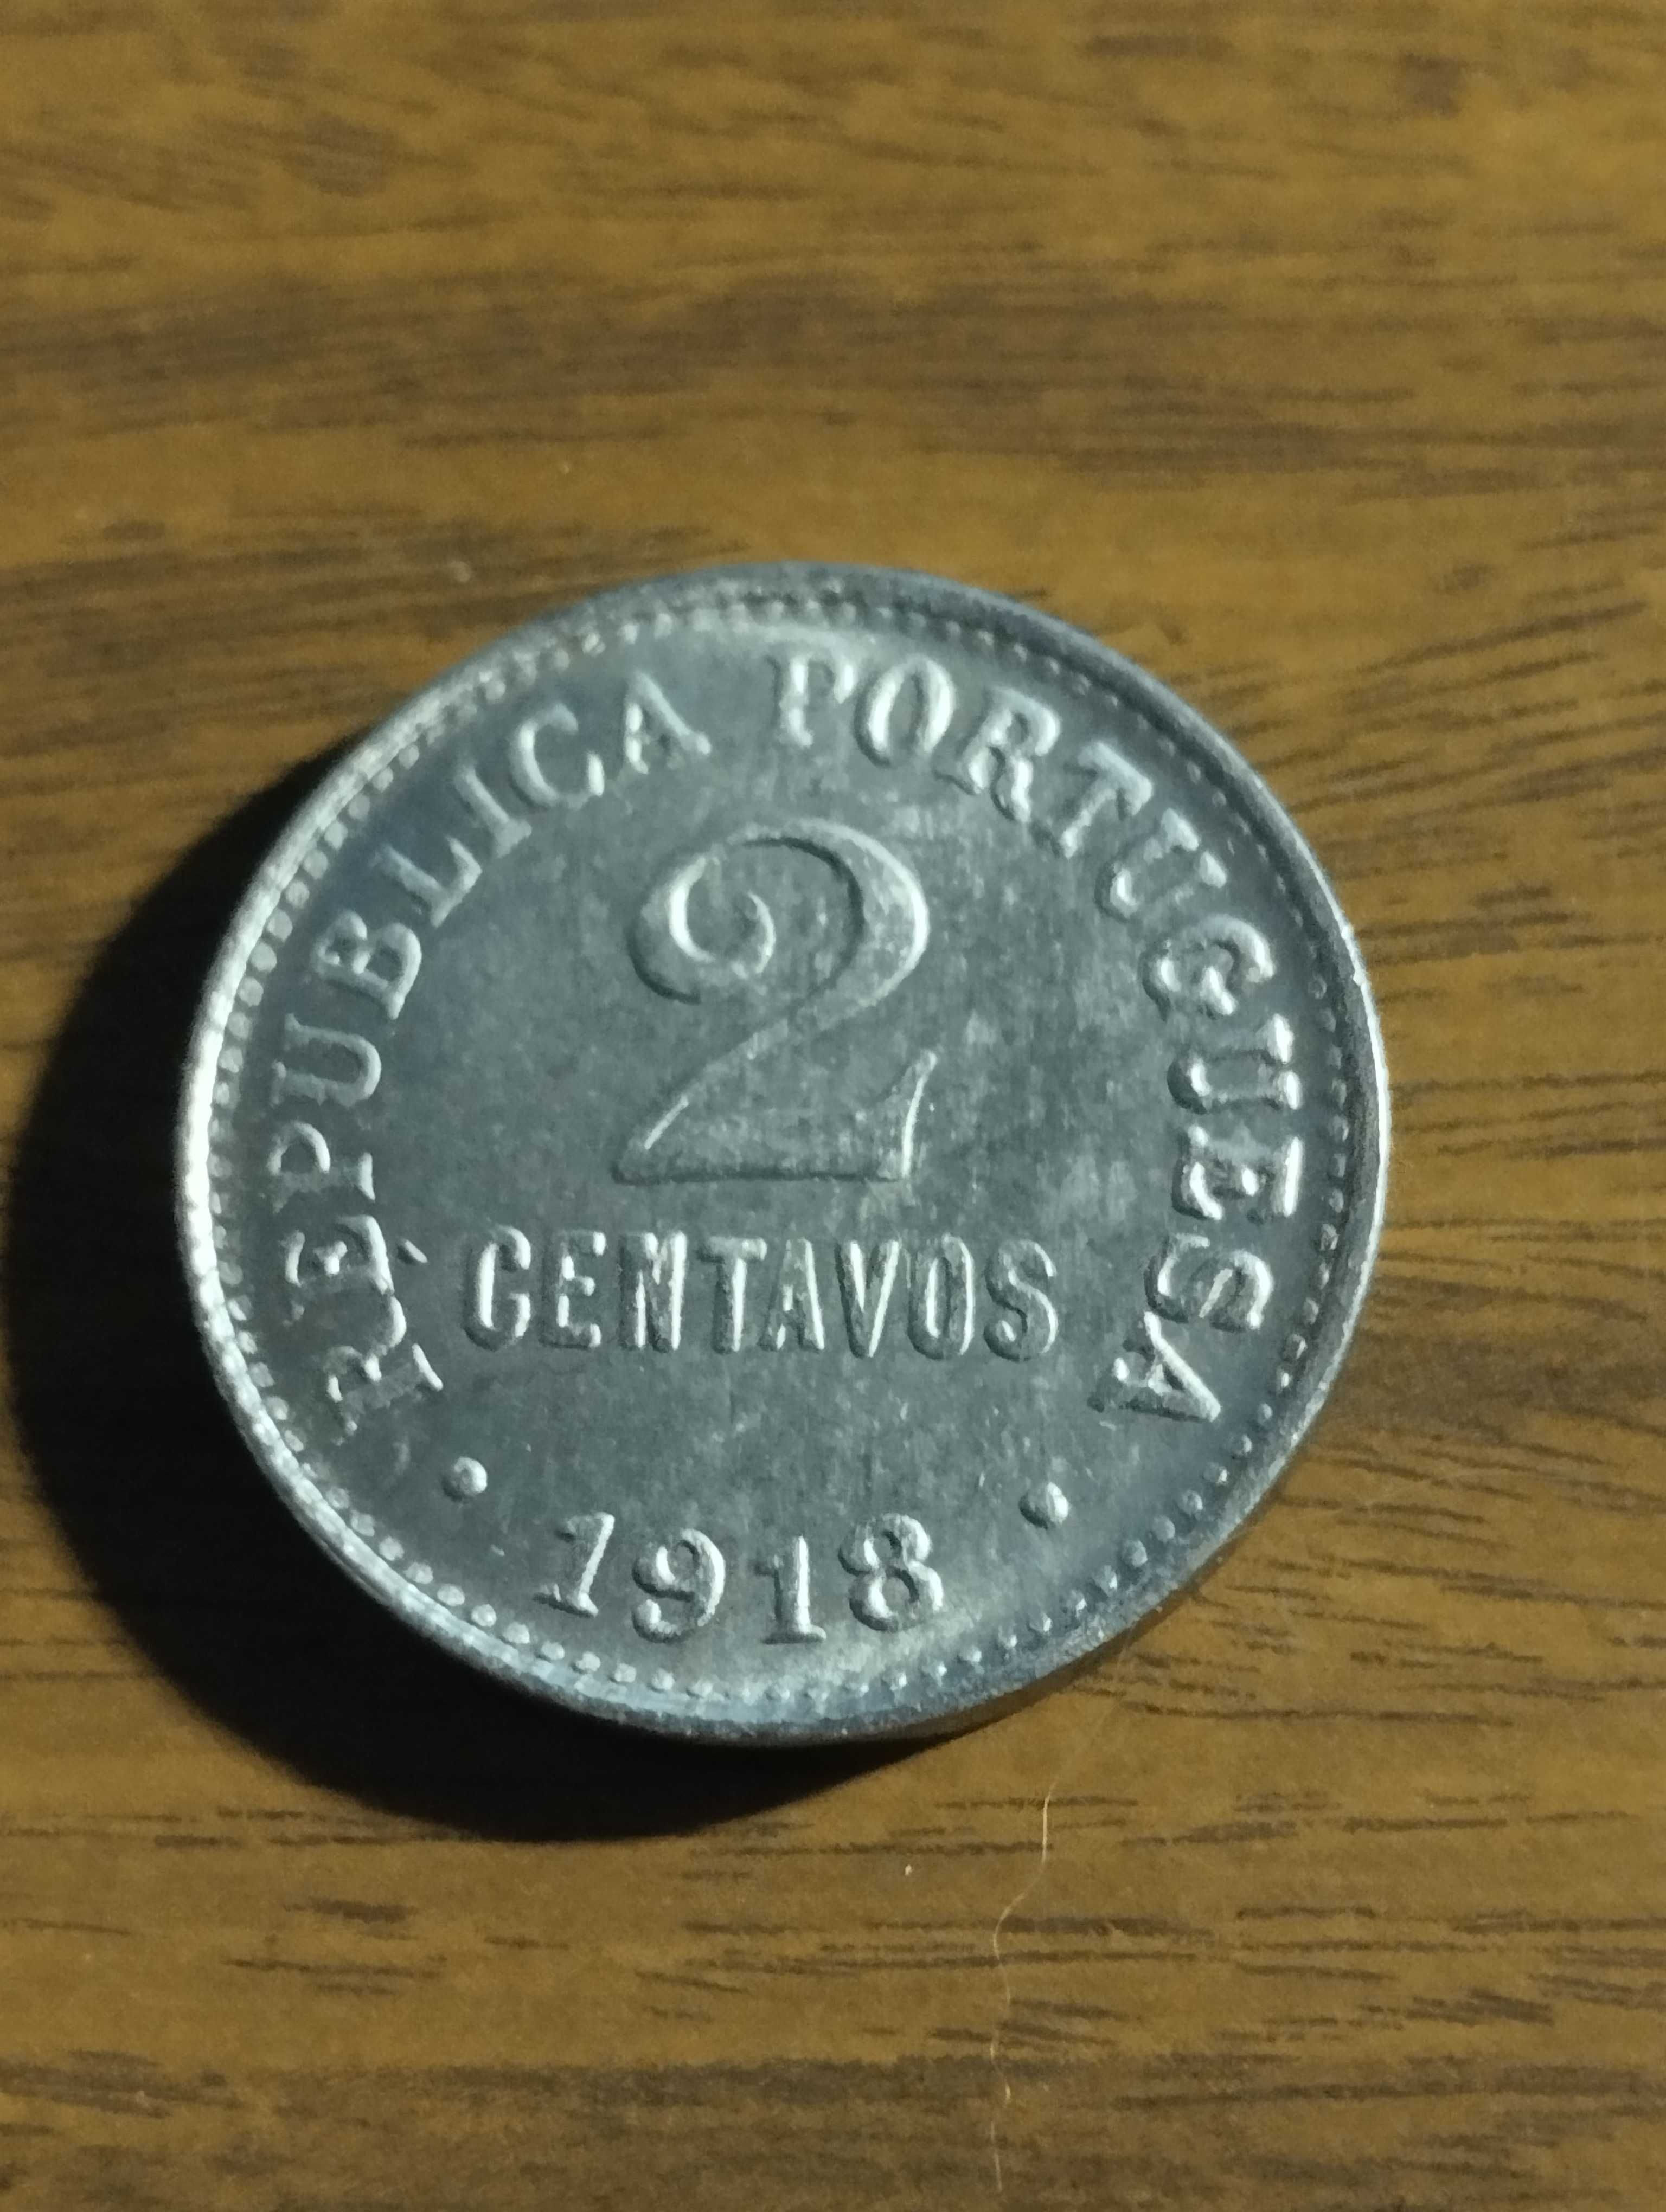 REPUBLICA PORTUGUESA
2
CENTAVOS
• 1918 •